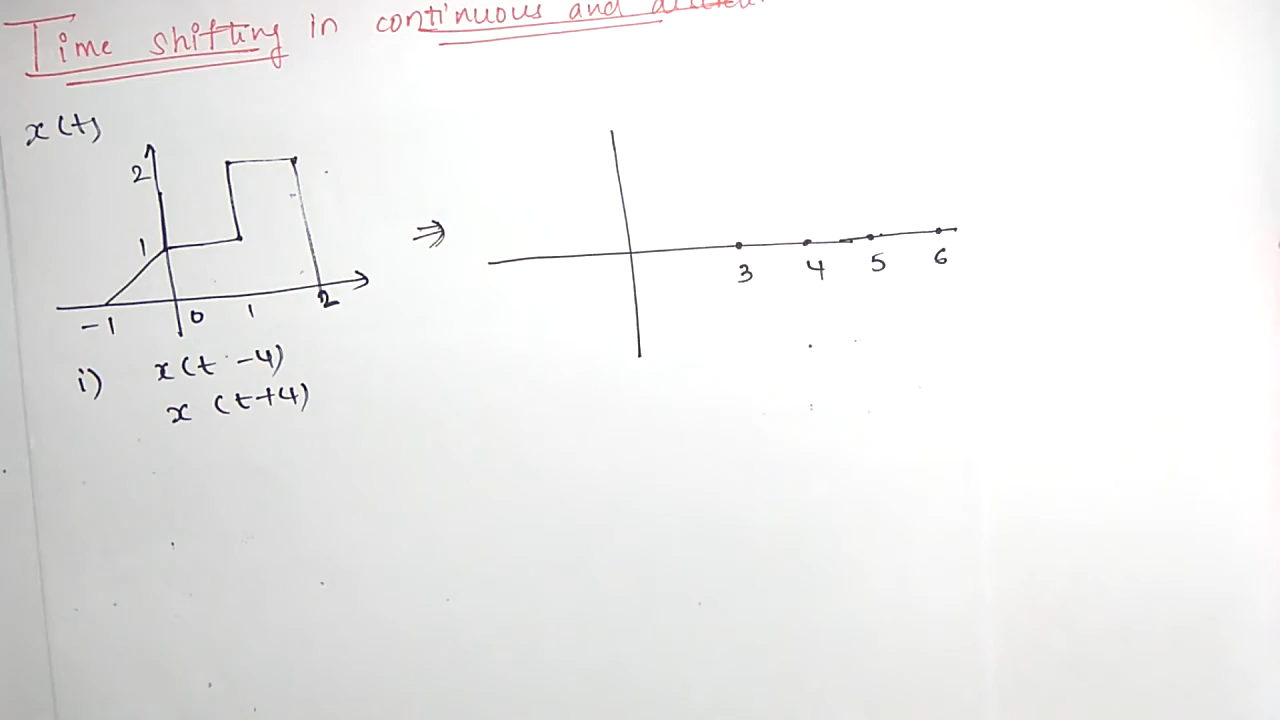 Time shifting in continuous and
x(t)
2
1
-1 0 1 2
⇒
3 4 5 6
i) x(t -4)
x (t+4)